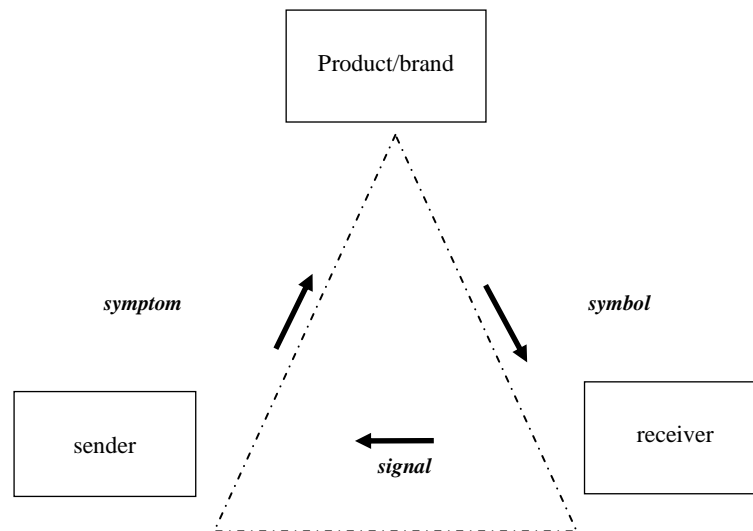 Product/brand
symptom
symbol
sender
receiver
signal